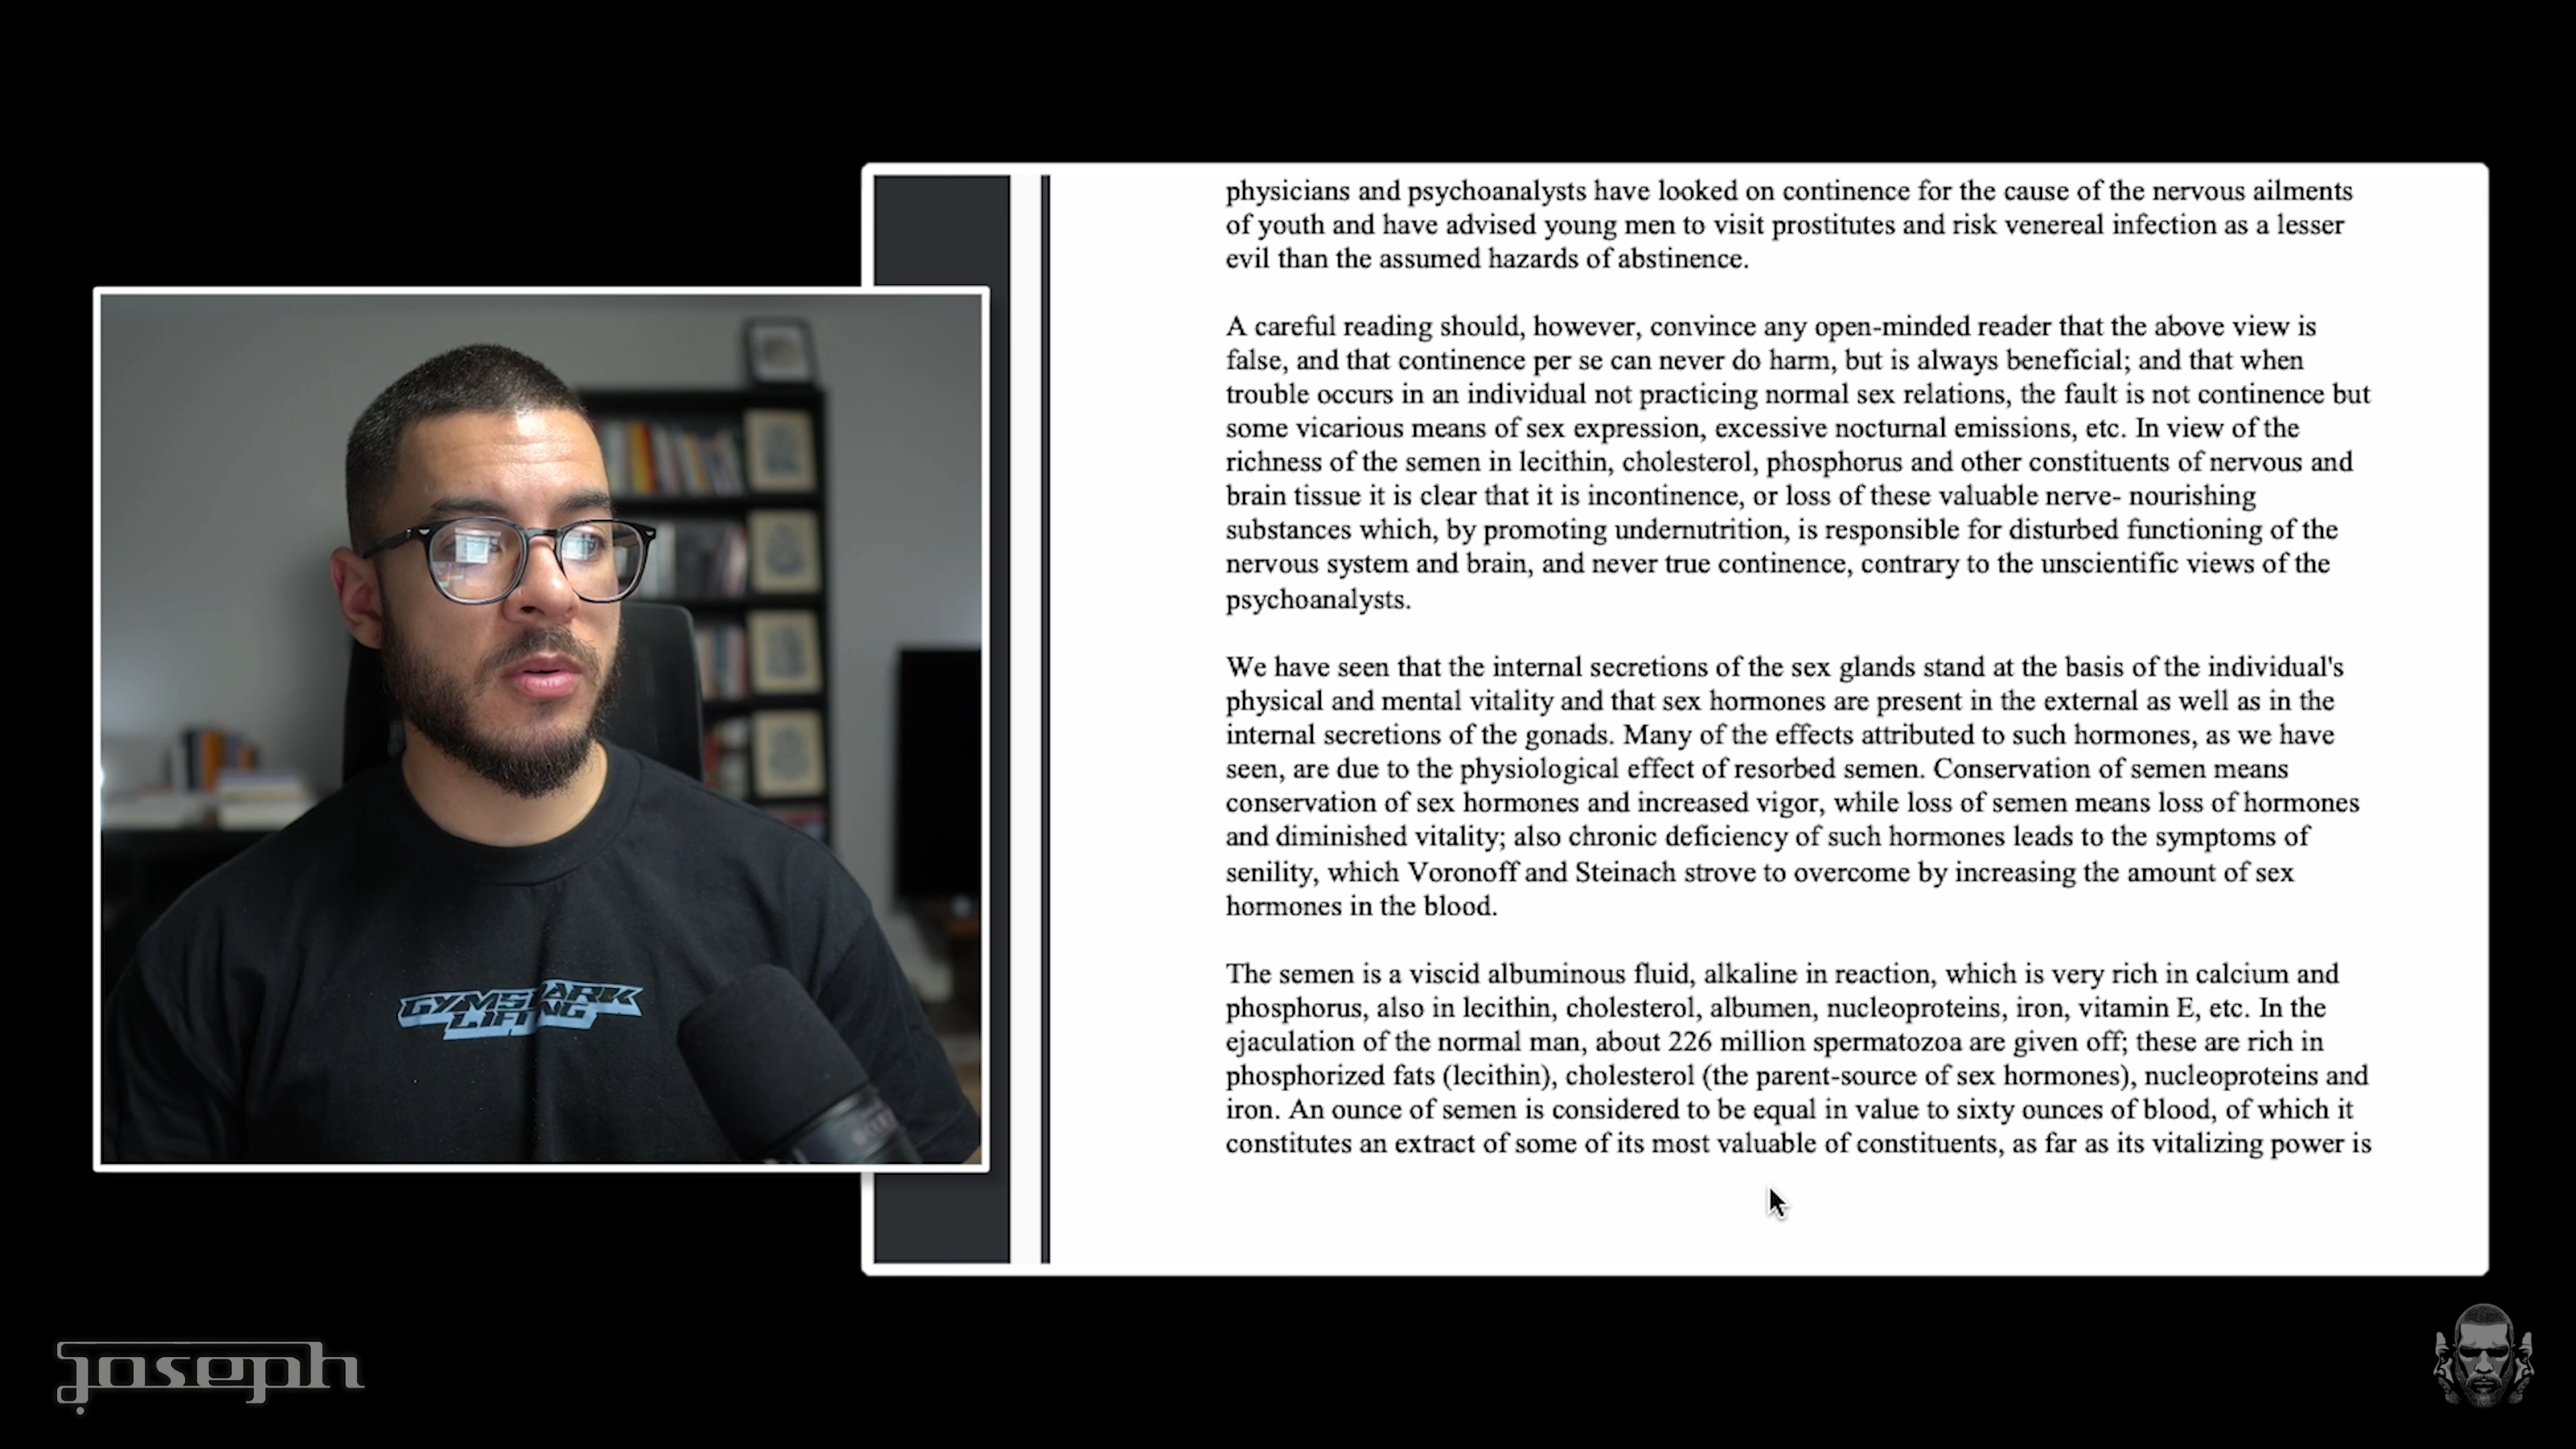 physicians and psychoanalysts have looked on continence for the cause of the nervous ailments
of youth and have advised young men to visit prostitutes and risk venereal infection as a lesser
evil than the assumed hazards of abstinence.
A careful reading should, however, convince any open-minded reader that the above view is
false, and that continence per se can never do harm, but is always beneficial; and that when
trouble occurs in an individual not practicing normal sex relations, the fault is not continence but
some vicarious means of sex expression, excessive nocturnal emissions, etc. In view of the
richness of the semen in lecithin, cholesterol, phosphorus and other constituents of nervous and
brain tissue it is clear that it is incontinence, or loss of these valuable nerve- nourishing
substances which, by promoting undernutrition, is responsible for disturbed functioning of the
nervous system and brain, and never true continence, contrary to the unscientific views of the
psychoanalysts.
We have seen that the internal secretions of the sex glands stand at the basis of the individual's
physical and mental vitality and that sex hormones are present in the external as well as in the
internal secretions of the gonads. Many of the effects attributed to such hormones, as we have
seen, are due to the physiological effect of resorbed semen. Conservation of semen means
conservation of sex hormones and increased vigor, while loss of semen means loss of hormones
and diminished vitality; also chronic deficiency of such hormones leads to the symptoms of
senility, which Voronoff and Steinach strove to overcome by increasing the amount of sex
hormones in the blood.
The semen is a viscid albuminous fluid, alkaline in reaction, which is very rich in calcium and
phosphorus, also in lecithin, cholesterol, albumen, nucleoproteins, iron, vitamin E, etc. In the
ejaculation of the normal man, about 226 million spermatozoa are given off; these are rich in
phosphorized fats (lecithin), cholesterol (the parent-source of sex hormones), nucleoproteins and
iron. An ounce of semen is considered to be equal in value to sixty ounces of blood, of which it
constitutes an extract of some of its most valuable of constituents, as far as its vitalizing power is
GYMSHARK
LIFTING
joseph